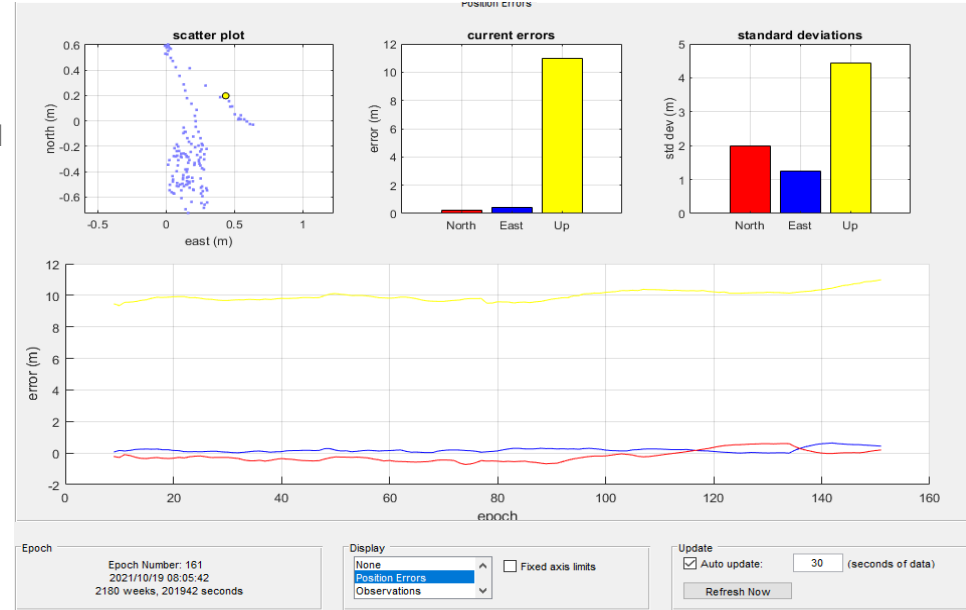 Position Errors
scatter plot
0.6
0.4
0.2
0
-0.2
-0.4
-0.6
north (m)
-0.5 0 0.5 1
east (m)
current errors
12
10
8
6
4
2
0
error (m)
North East Up
standard deviations
5
4
3
2
1
0
std dev (m)
North East Up
12
10
8
6
4
2
0
-2
error (m)
0 20 40 60 80 100 120 140 160
epoch
Epoch
Epoch Number: 161
2021/10/19 08:05:42
2180 weeks, 201942 seconds
Display
None
Position Errors
Observations
Fixed axis limits
Update
Auto update: 30 (seconds of data)
Refresh Now